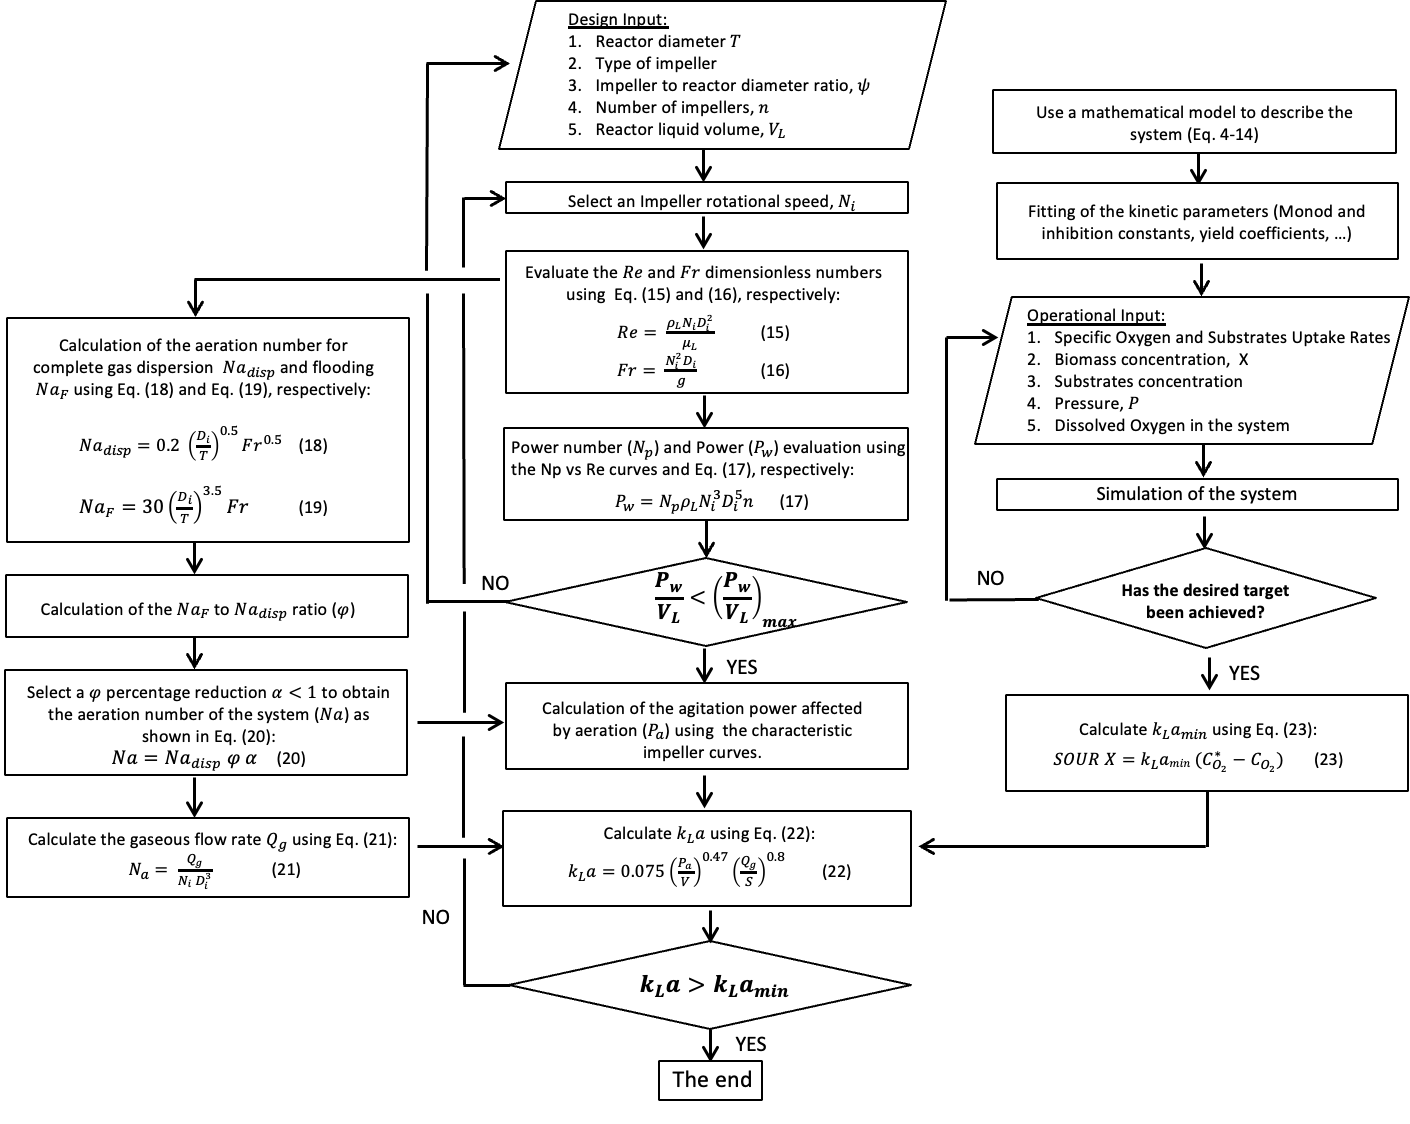 Design Input:
1. Reactor diameter T
2. Type of impeller
3. Impeller to reactor diameter ratio, ψ
4. Number of impellers, n
5. Reactor liquid volume, V_L
Select an Impeller rotational speed, N_i
Evaluate the Re and Fr dimensionless numbers
using Eq. (15) and (16), respectively:
Re = ρ_L N_i D_i^2 / μ_L (15)
Fr = N_i^2 D_i / g (16)
Power number (N_p) and Power (P_w) evaluation using
the Np vs Re curves and Eq. (17), respectively:
P_w = N_p ρ_L N_i^3 D_i^5 n (17)
P_w / V_L < (P_w / V_L)_max
NO
YES
Calculation of the agitation power affected
by aeration (P_a) using the characteristic
impeller curves.
Calculate k_L a using Eq. (22):
k_L a = 0.075 (P_a / V)^0.47 (Q_g / S)^0.8 (22)
NO
k_L a > k_L a_min
YES
The end
Calculation of the aeration number for
complete gas dispersion Na_disp and flooding
Na_F using Eq. (18) and Eq. (19), respectively:
Na_disp = 0.2 (D_i / T)^0.5 Fr^0.5 (18)
Na_F = 30 (D_i / T)^3.5 Fr (19)
Calculation of the Na_F to Na_disp ratio (φ)
Select a φ percentage reduction α < 1 to obtain
the aeration number of the system (Na) as
shown in Eq. (20):
Na = Na_disp φ α (20)
Calculate the gaseous flow rate Q_g using Eq. (21):
N_a = Q_g / N_i D_i^3 (21)
Use a mathematical model to describe the
system (Eq. 4-14)
Fitting of the kinetic parameters (Monod and
inhibition constants, yield coefficients, ...)
Operational Input:
1. Specific Oxygen and Substrates Uptake Rates
2. Biomass concentration, X
3. Substrates concentration
4. Pressure, P
5. Dissolved Oxygen in the system
Simulation of the system
NO
Has the desired target
been achieved?
YES
Calculate k_L a_min using Eq. (23):
SOUR X = k_L a_min (C*_O2 − C_O2) (23)